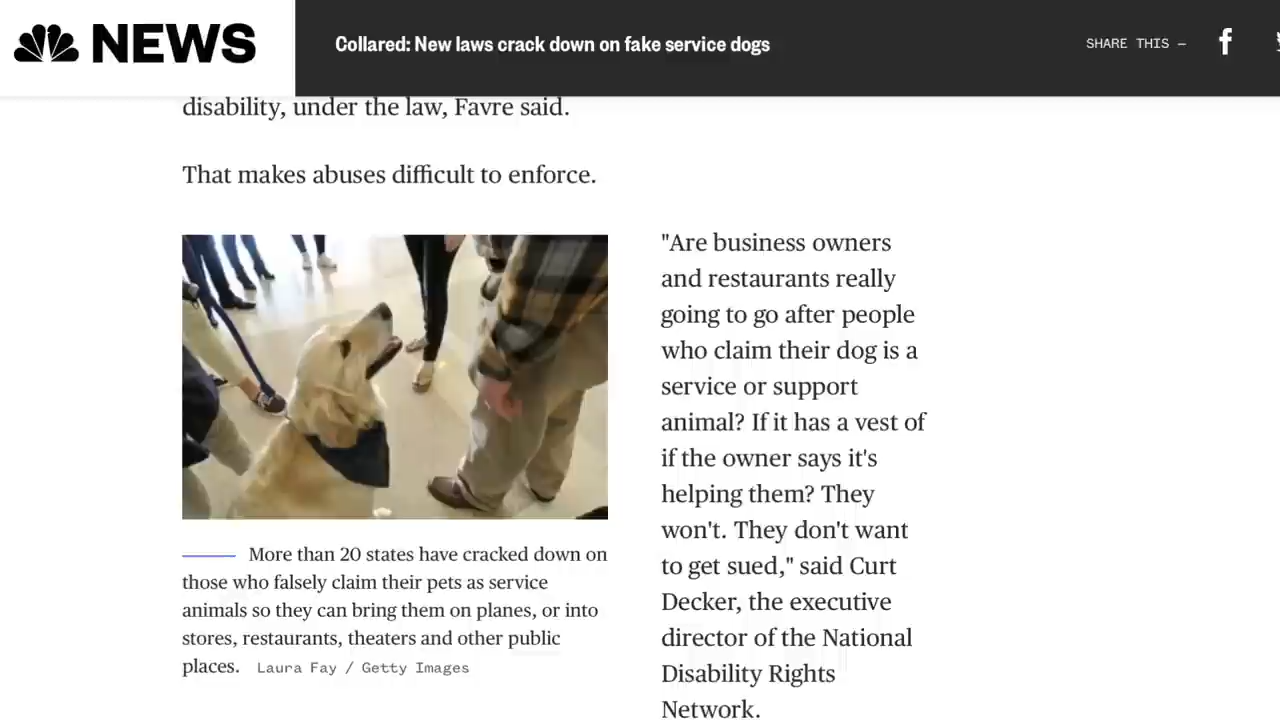 NEWS
Collared: New laws crack down on fake service dogs
SHARE THIS —
disability, under the law, Favre said.
That makes abuses difficult to enforce.
More than 20 states have cracked down on
those who falsely claim their pets as service
animals so they can bring them on planes, or into
stores, restaurants, theaters and other public
places. Laura Fay / Getty Images
"Are business owners
and restaurants really
going to go after people
who claim their dog is a
service or support
animal? If it has a vest of
if the owner says it's
helping them? They
won't. They don't want
to get sued," said Curt
Decker, the executive
director of the National
Disability Rights
Network.